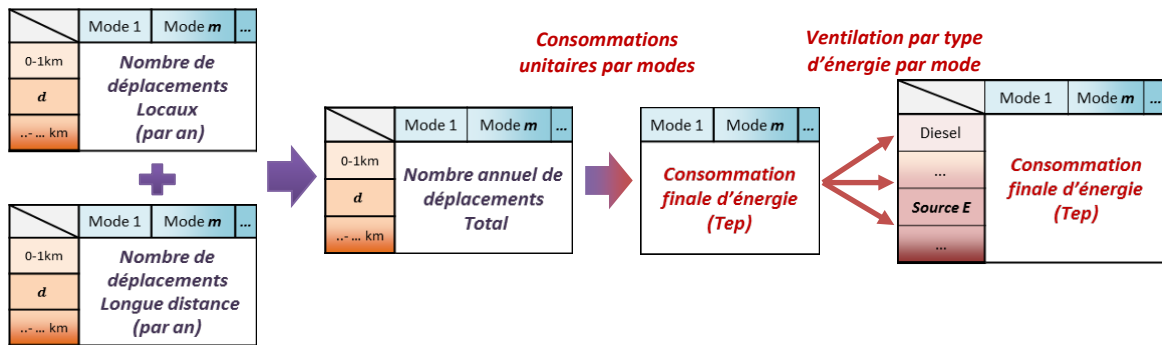 Mode 1 Mode m ...
0-1km
d
..- ... km
Nombre de
déplacements
Locaux
(par an)
Mode 1 Mode m ...
0-1km
d
..- ... km
Nombre de
déplacements
Longue distance
(par an)
Mode 1 Mode m ...
0-1km
d
..- ... km
Nombre annuel de
déplacements
Total
Consommations
unitaires par modes
Mode 1 Mode m ...
Consommation
finale d’énergie
(Tep)
Ventilation par type
d’énergie par mode
Mode 1 Mode m ...
Diesel
...
Source E
...
Consommation
finale d’énergie
(Tep)